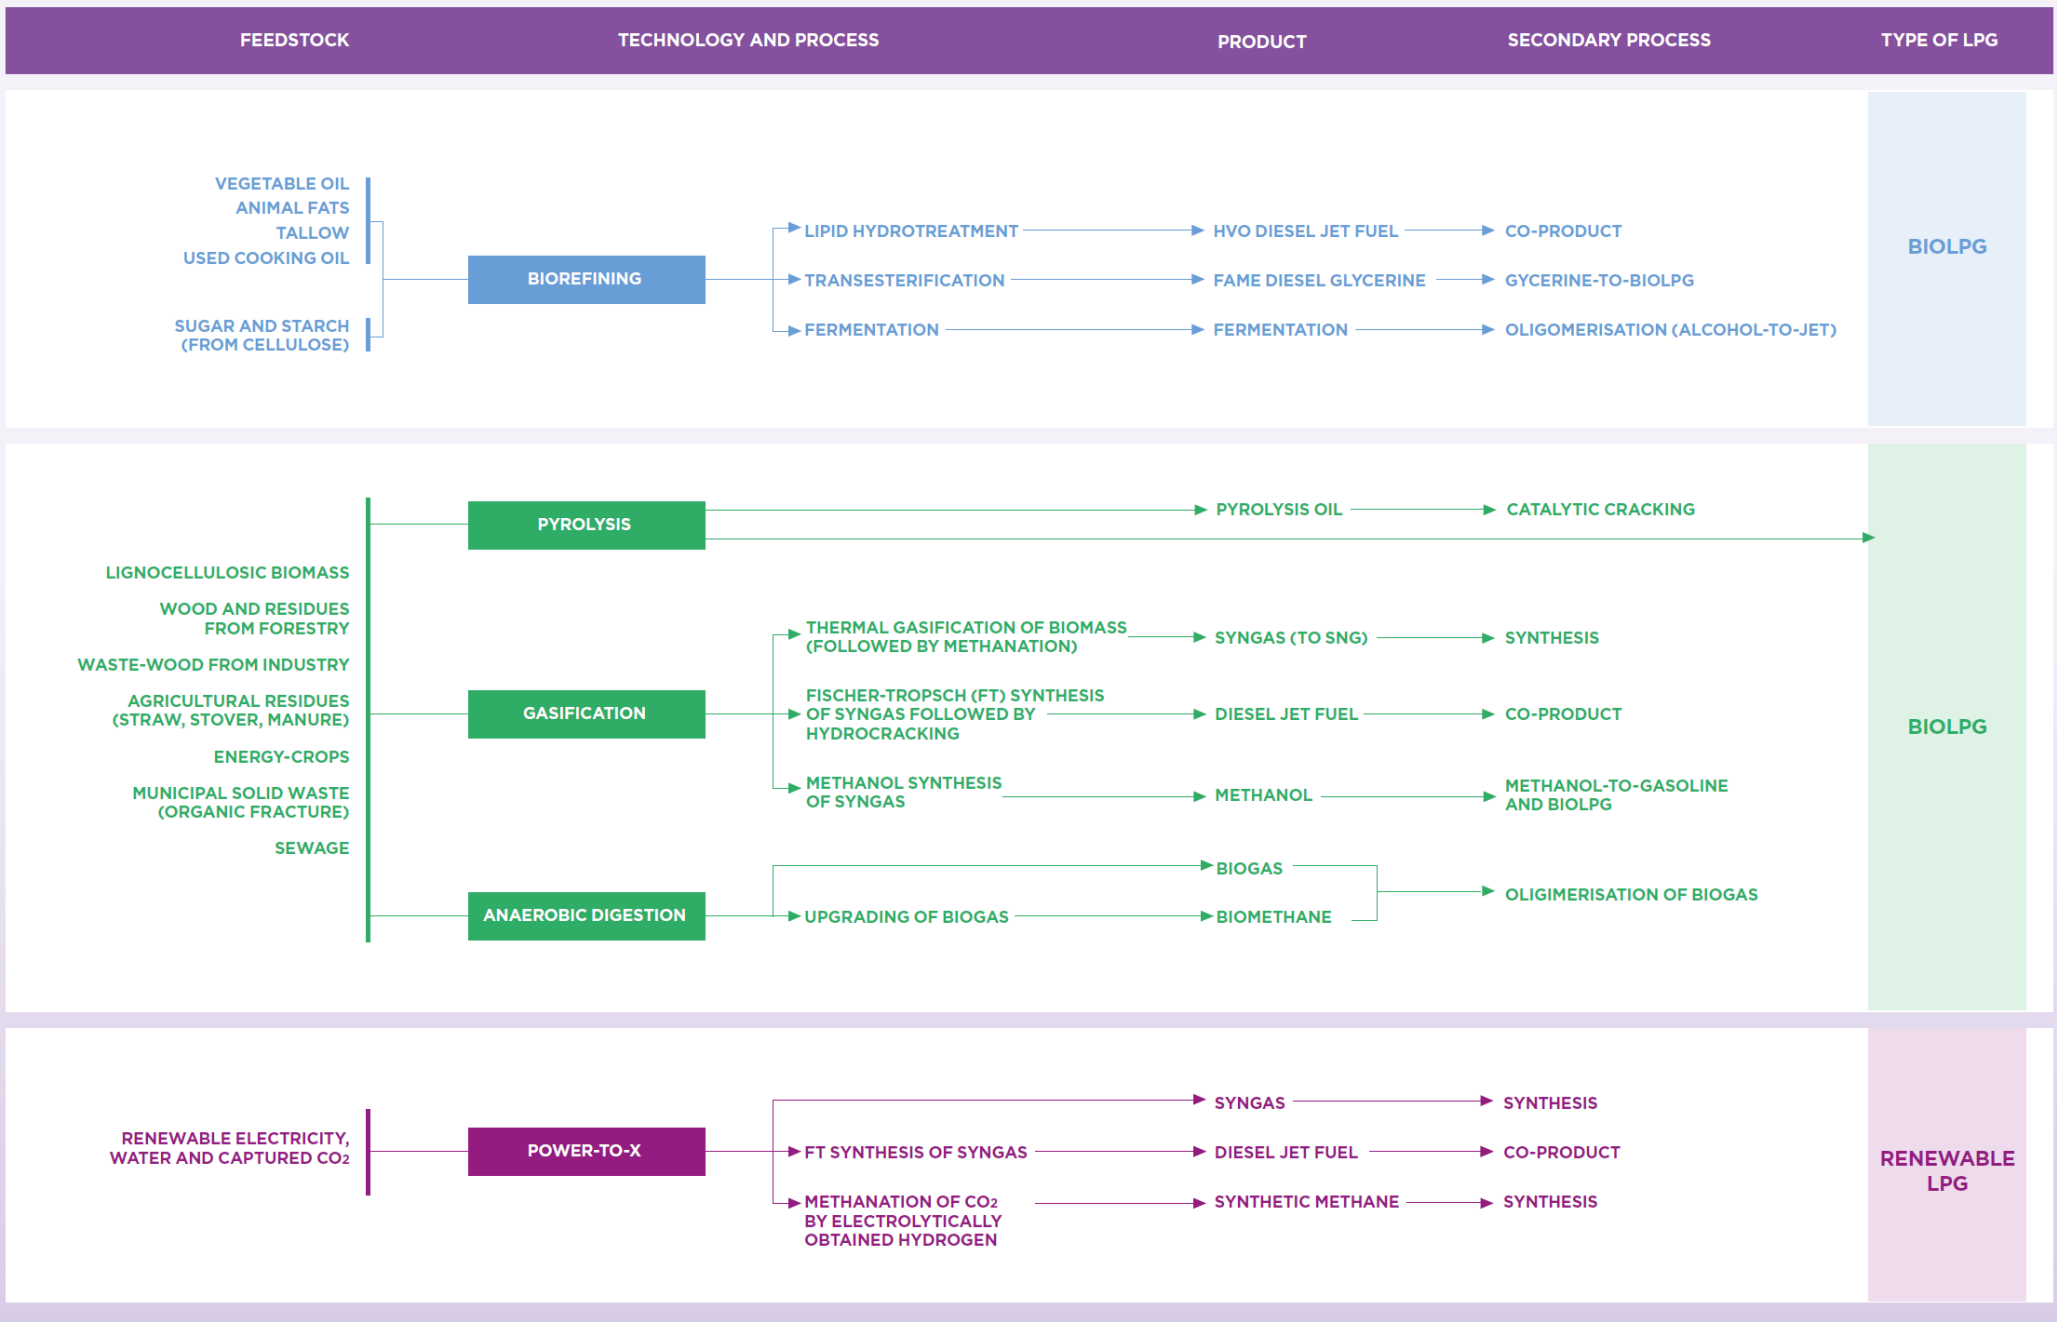 FEEDSTOCK
TECHNOLOGY AND PROCESS
PRODUCT
SECONDARY PROCESS
TYPE OF LPG
VEGETABLE OIL
ANIMAL FATS
TALLOW
USED COOKING OIL
SUGAR AND STARCH
(FROM CELLULOSE)
BIOREFINING
LIPID HYDROTREATMENT
HVO DIESEL JET FUEL
CO-PRODUCT
TRANSESTERIFICATION
FAME DIESEL GLYCERINE
GYCERINE-TO-BIOLPG
FERMENTATION
FERMENTATION
OLIGOMERISATION (ALCOHOL-TO-JET)
BIOLPG
LIGNOCELLULOSIC BIOMASS
WOOD AND RESIDUES
FROM FORESTRY
WASTE-WOOD FROM INDUSTRY
AGRICULTURAL RESIDUES
(STRAW, STOVER, MANURE)
ENERGY-CROPS
MUNICIPAL SOLID WASTE
(ORGANIC FRACTURE)
SEWAGE
PYROLYSIS
PYROLYSIS OIL
CATALYTIC CRACKING
GASIFICATION
THERMAL GASIFICATION OF BIOMASS
(FOLLOWED BY METHANATION)
SYNGAS (TO SNG)
SYNTHESIS
FISCHER-TROPSCH (FT) SYNTHESIS
OF SYNGAS FOLLOWED BY
HYDROCRACKING
DIESEL JET FUEL
CO-PRODUCT
METHANOL SYNTHESIS
OF SYNGAS
METHANOL
METHANOL-TO-GASOLINE
AND BIOLPG
ANAEROBIC DIGESTION
BIOGAS
UPGRADING OF BIOGAS
BIOMETHANE
OLIGIMERISATION OF BIOGAS
BIOLPG
RENEWABLE ELECTRICITY,
WATER AND CAPTURED CO2
POWER-TO-X
SYNGAS
SYNTHESIS
FT SYNTHESIS OF SYNGAS
DIESEL JET FUEL
CO-PRODUCT
METHANATION OF CO2
BY ELECTROLYTICALLY
OBTAINED HYDROGEN
SYNTHETIC METHANE
SYNTHESIS
RENEWABLE
LPG